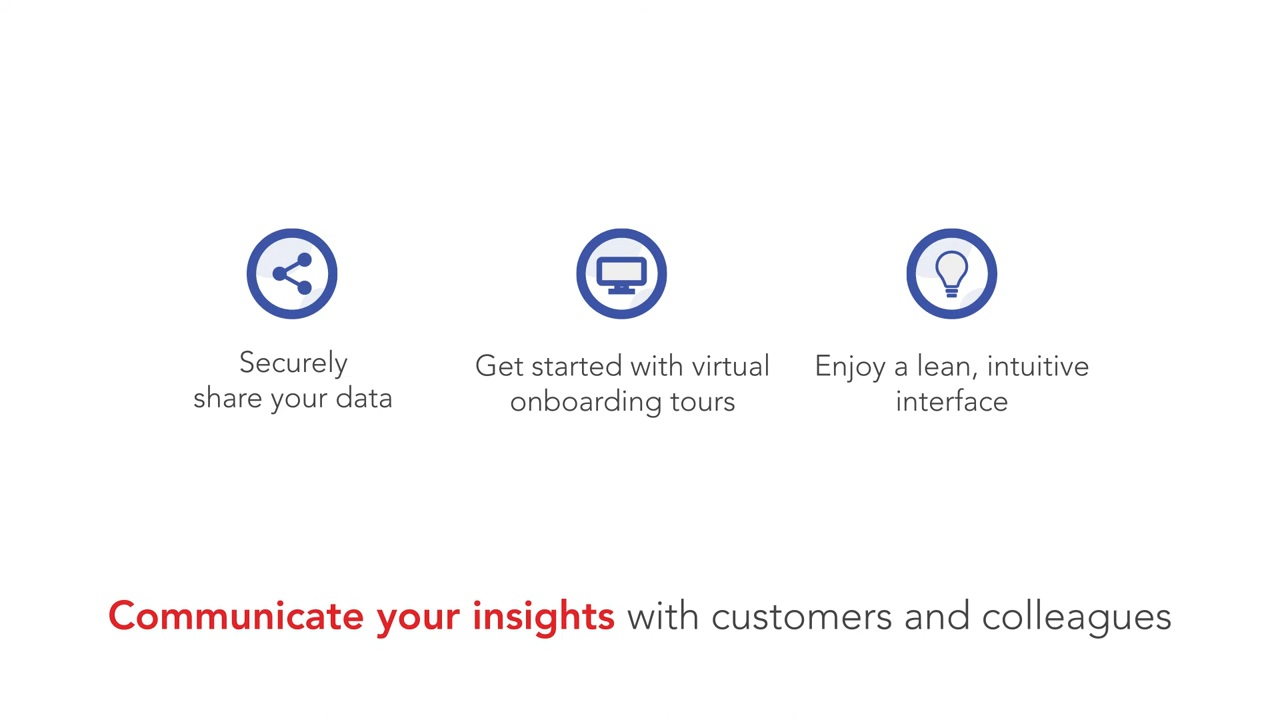 Securely
share your data
Get started with virtual
onboarding tours
Enjoy a lean, intuitive
interface
Communicate your insights with customers and colleagues